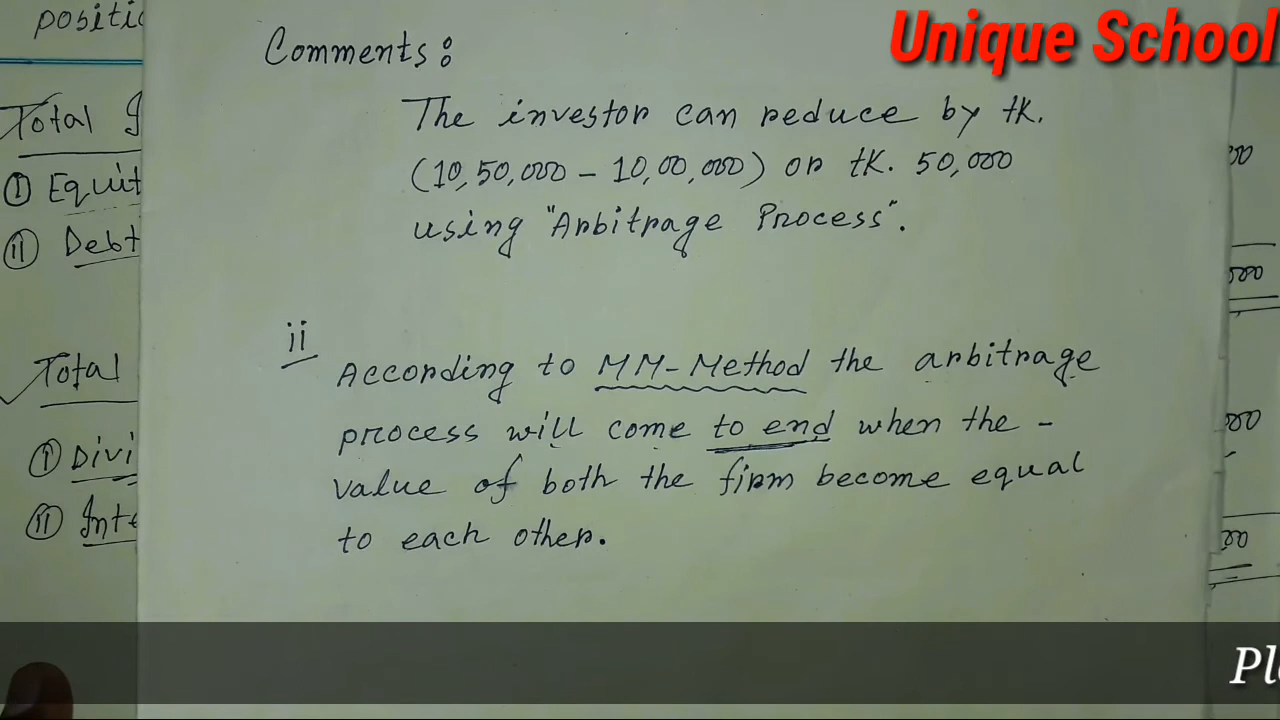 Unique School
positio
Comments:
Total I
The investor can reduce by tk.
(10,50,000 - 10,00,000) or tk. 50,000
using "Arbitrage Process".
① Equit
② Debt
ii
According to MM-Method the arbitrage
process will come to end when the -
value of both the firm become equal
to each other.
Total
① Divi
② Inte
Ple